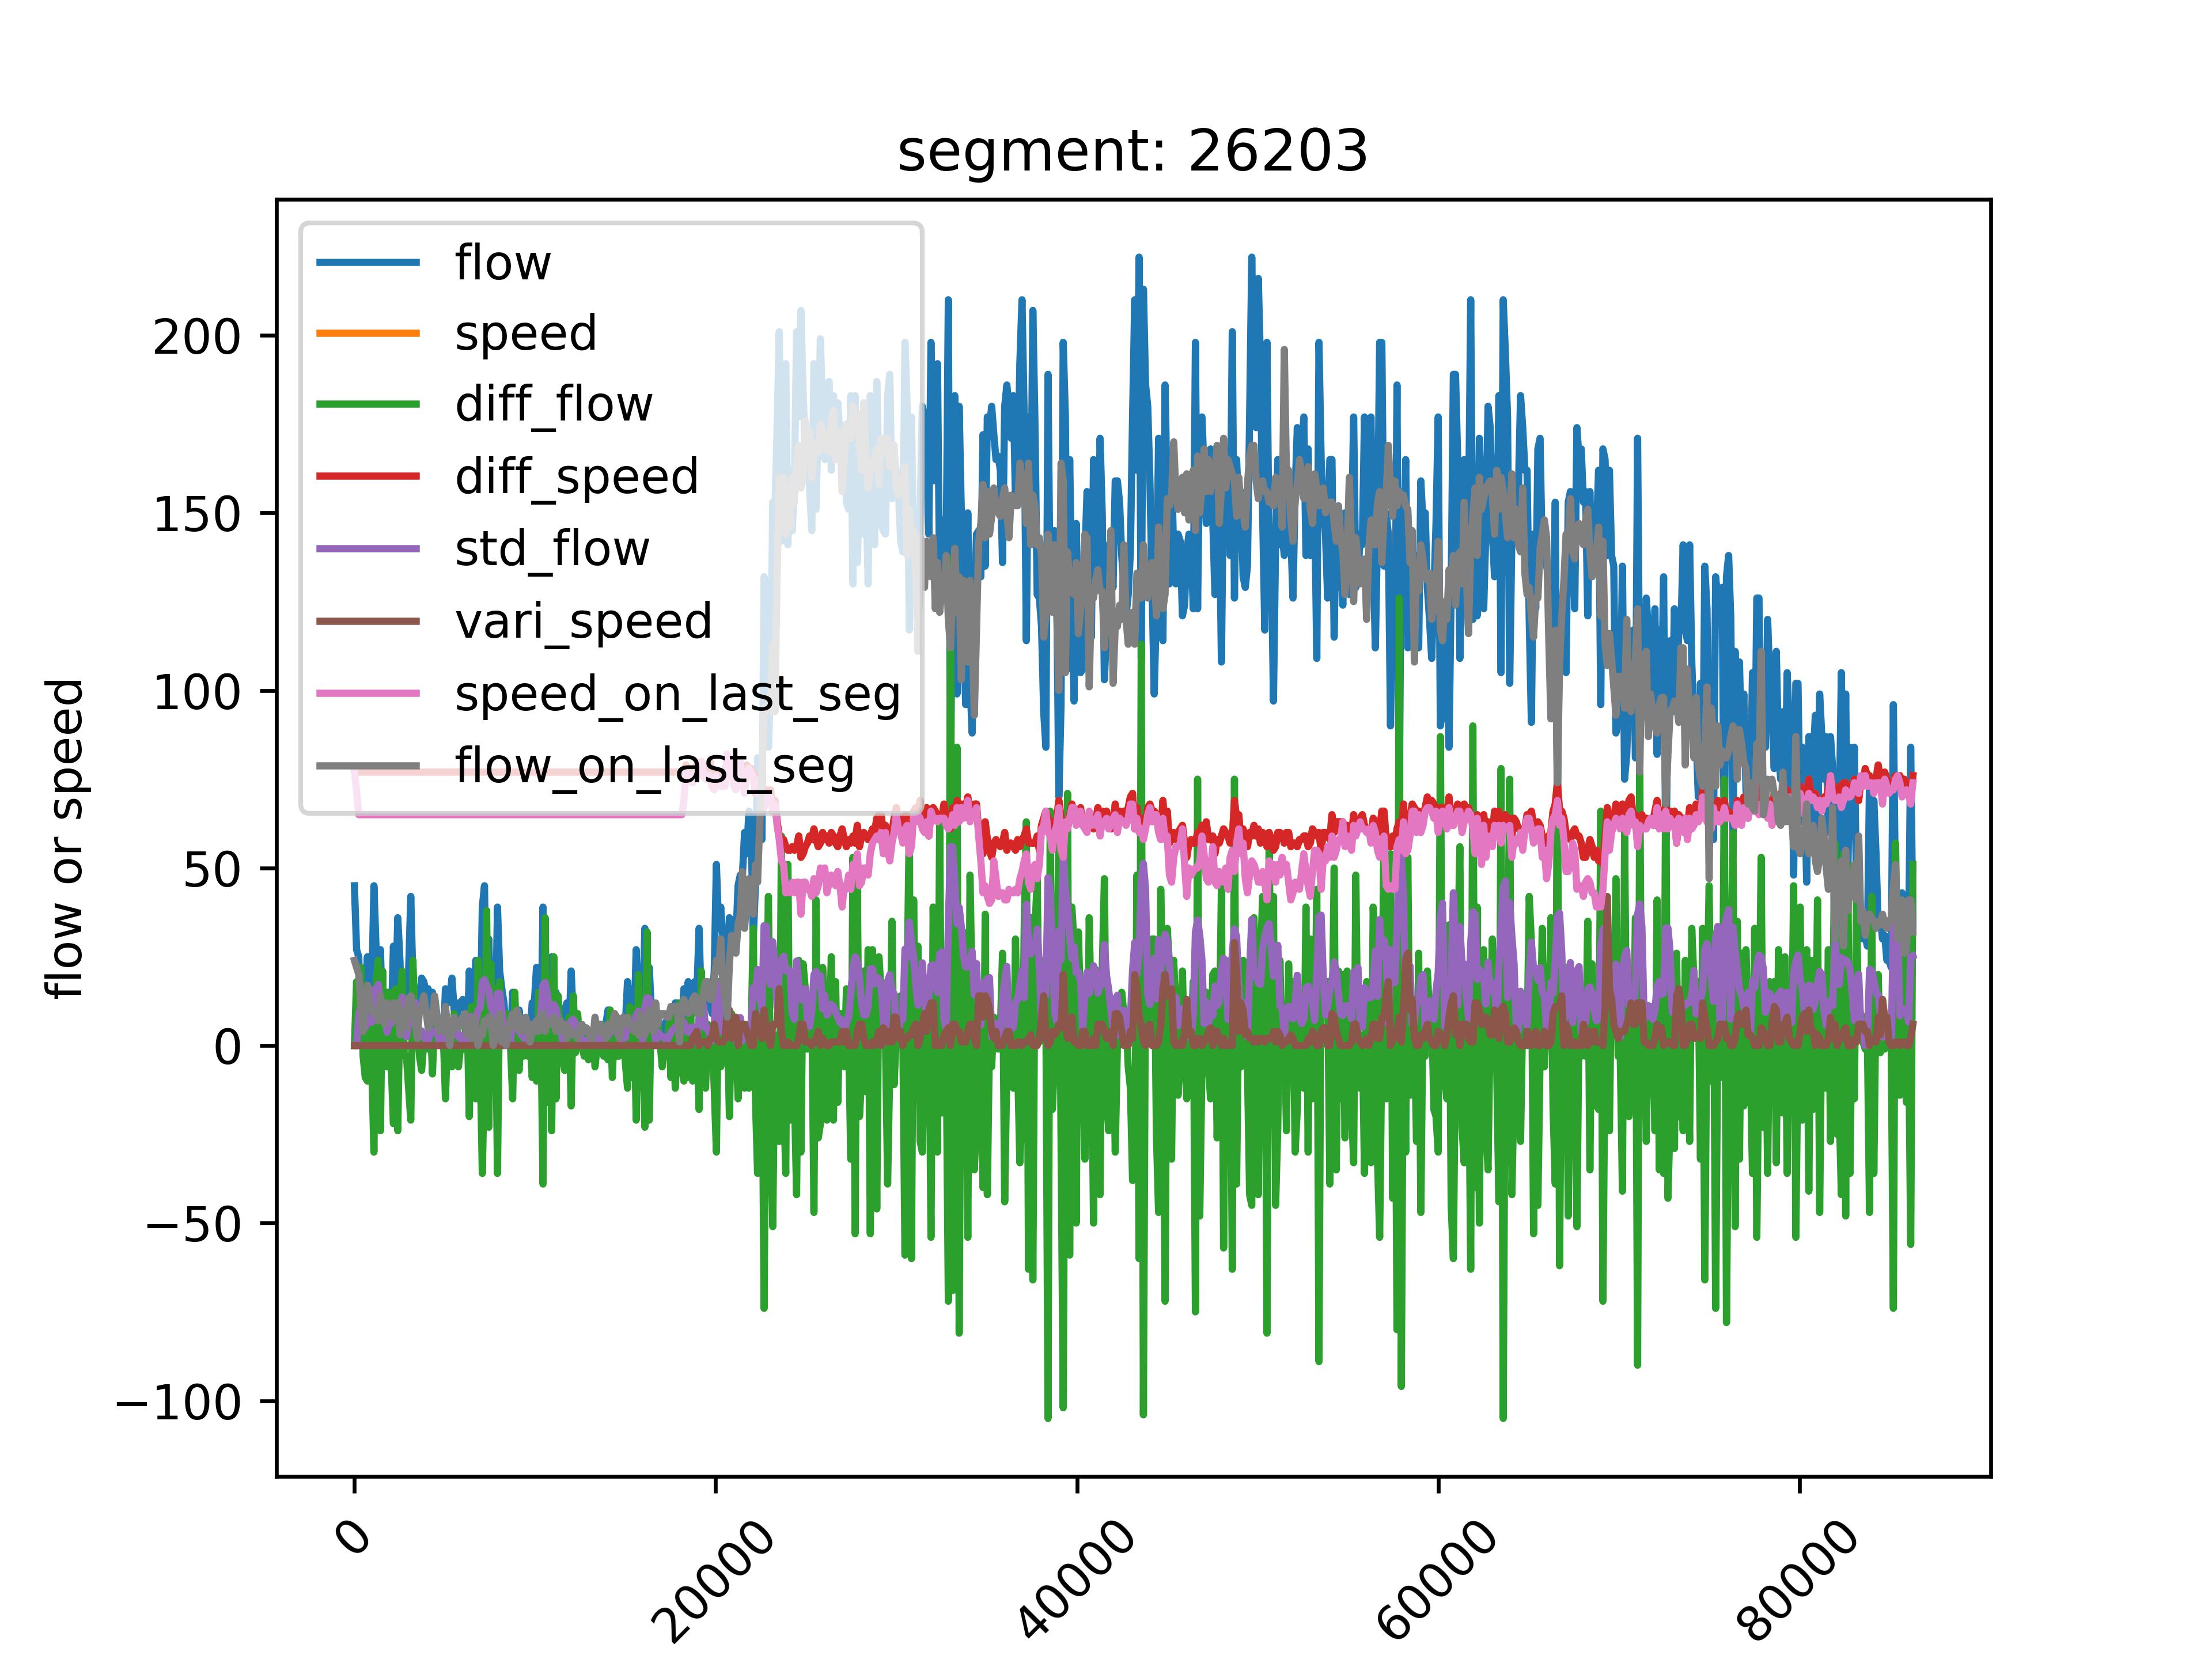 segment: 26203
flow
speed
diff_flow
diff_speed
std_flow
vari_speed
speed_on_last_seg
flow_on_last_seg
flow or speed
200
150
100
50
0
−50
−100
0
20000
40000
60000
80000